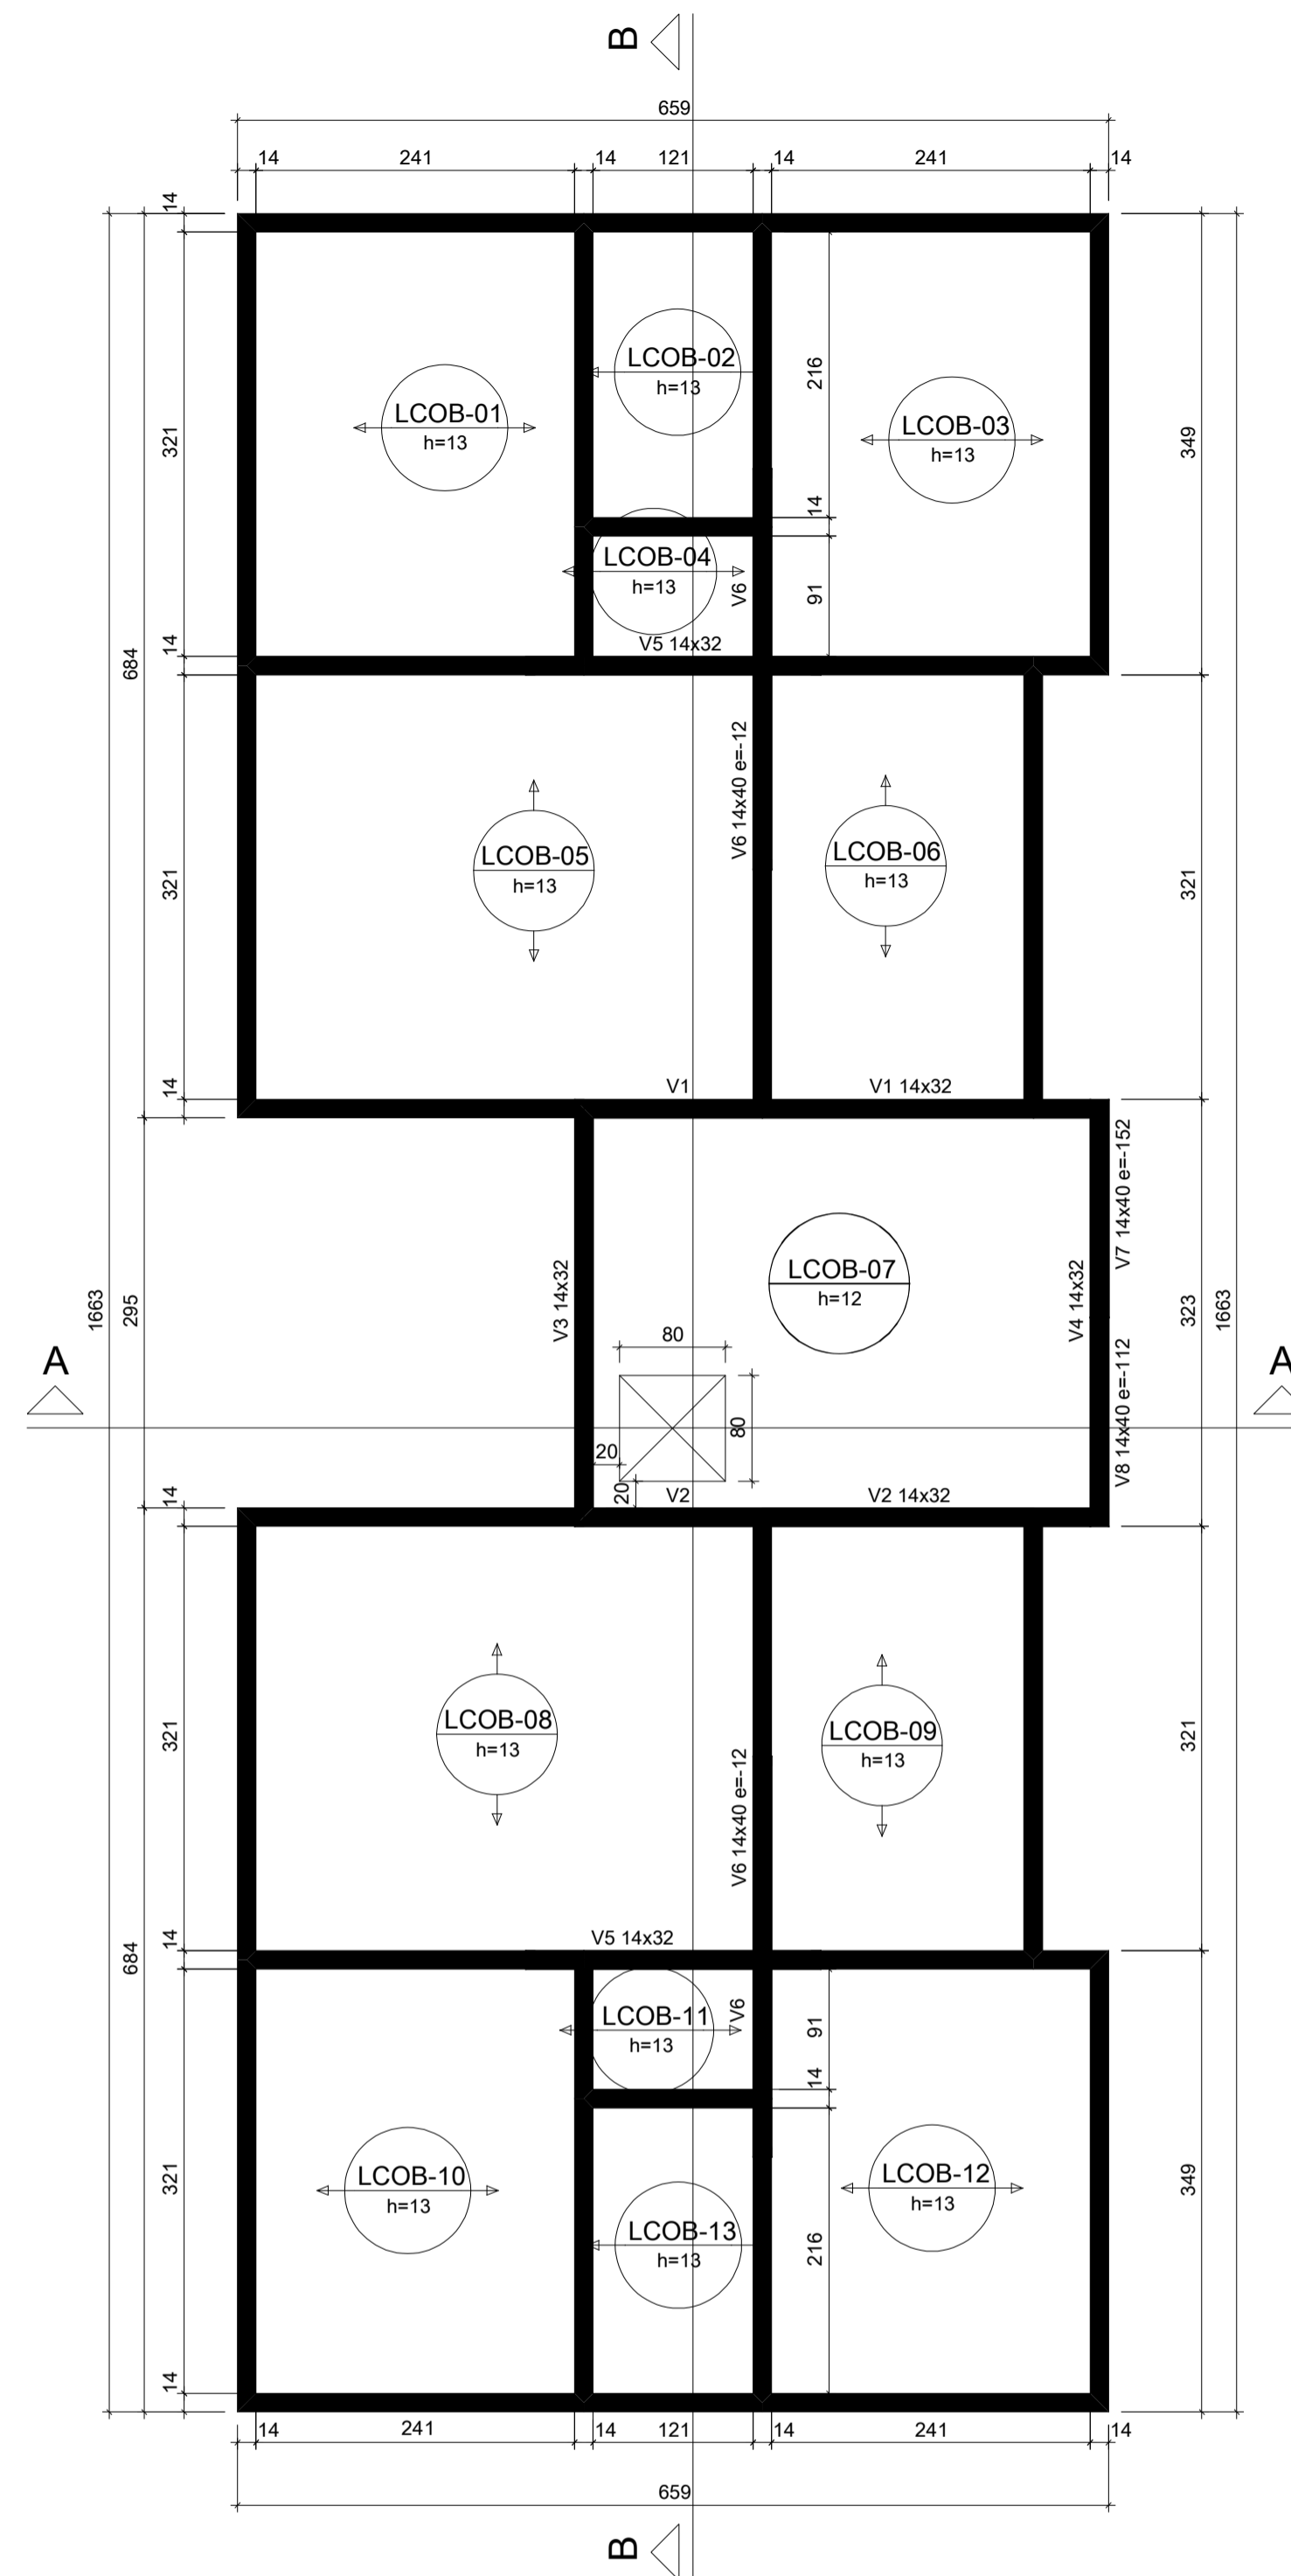 B
659
14 241 14 121 14 241 14
14
LCOB-02
h=13
216
LCOB-01
h=13
LCOB-03
h=13
321
349
14
LCOB-04
h=13
V6
91
V5 14x32
14
684
V6 14x40 e=-12
LCOB-05
h=13
LCOB-06
h=13
321
321
14
V1
V1 14x32
V7 14x40 e=-152
LCOB-07
h=12
V3 14x32
V4 14x32
1663
295
323
1663
80
A
A
80
20
20
V8 14x40 e=-112
V2
V2 14x32
14
LCOB-08
h=13
LCOB-09
h=13
321
321
V6 14x40 e=-12
14
V5 14x32
684
LCOB-11
h=13
V6
91
14
LCOB-10
h=13
LCOB-12
h=13
321
349
LCOB-13
h=13
216
14
14 241 14 121 14 241 14
659
B